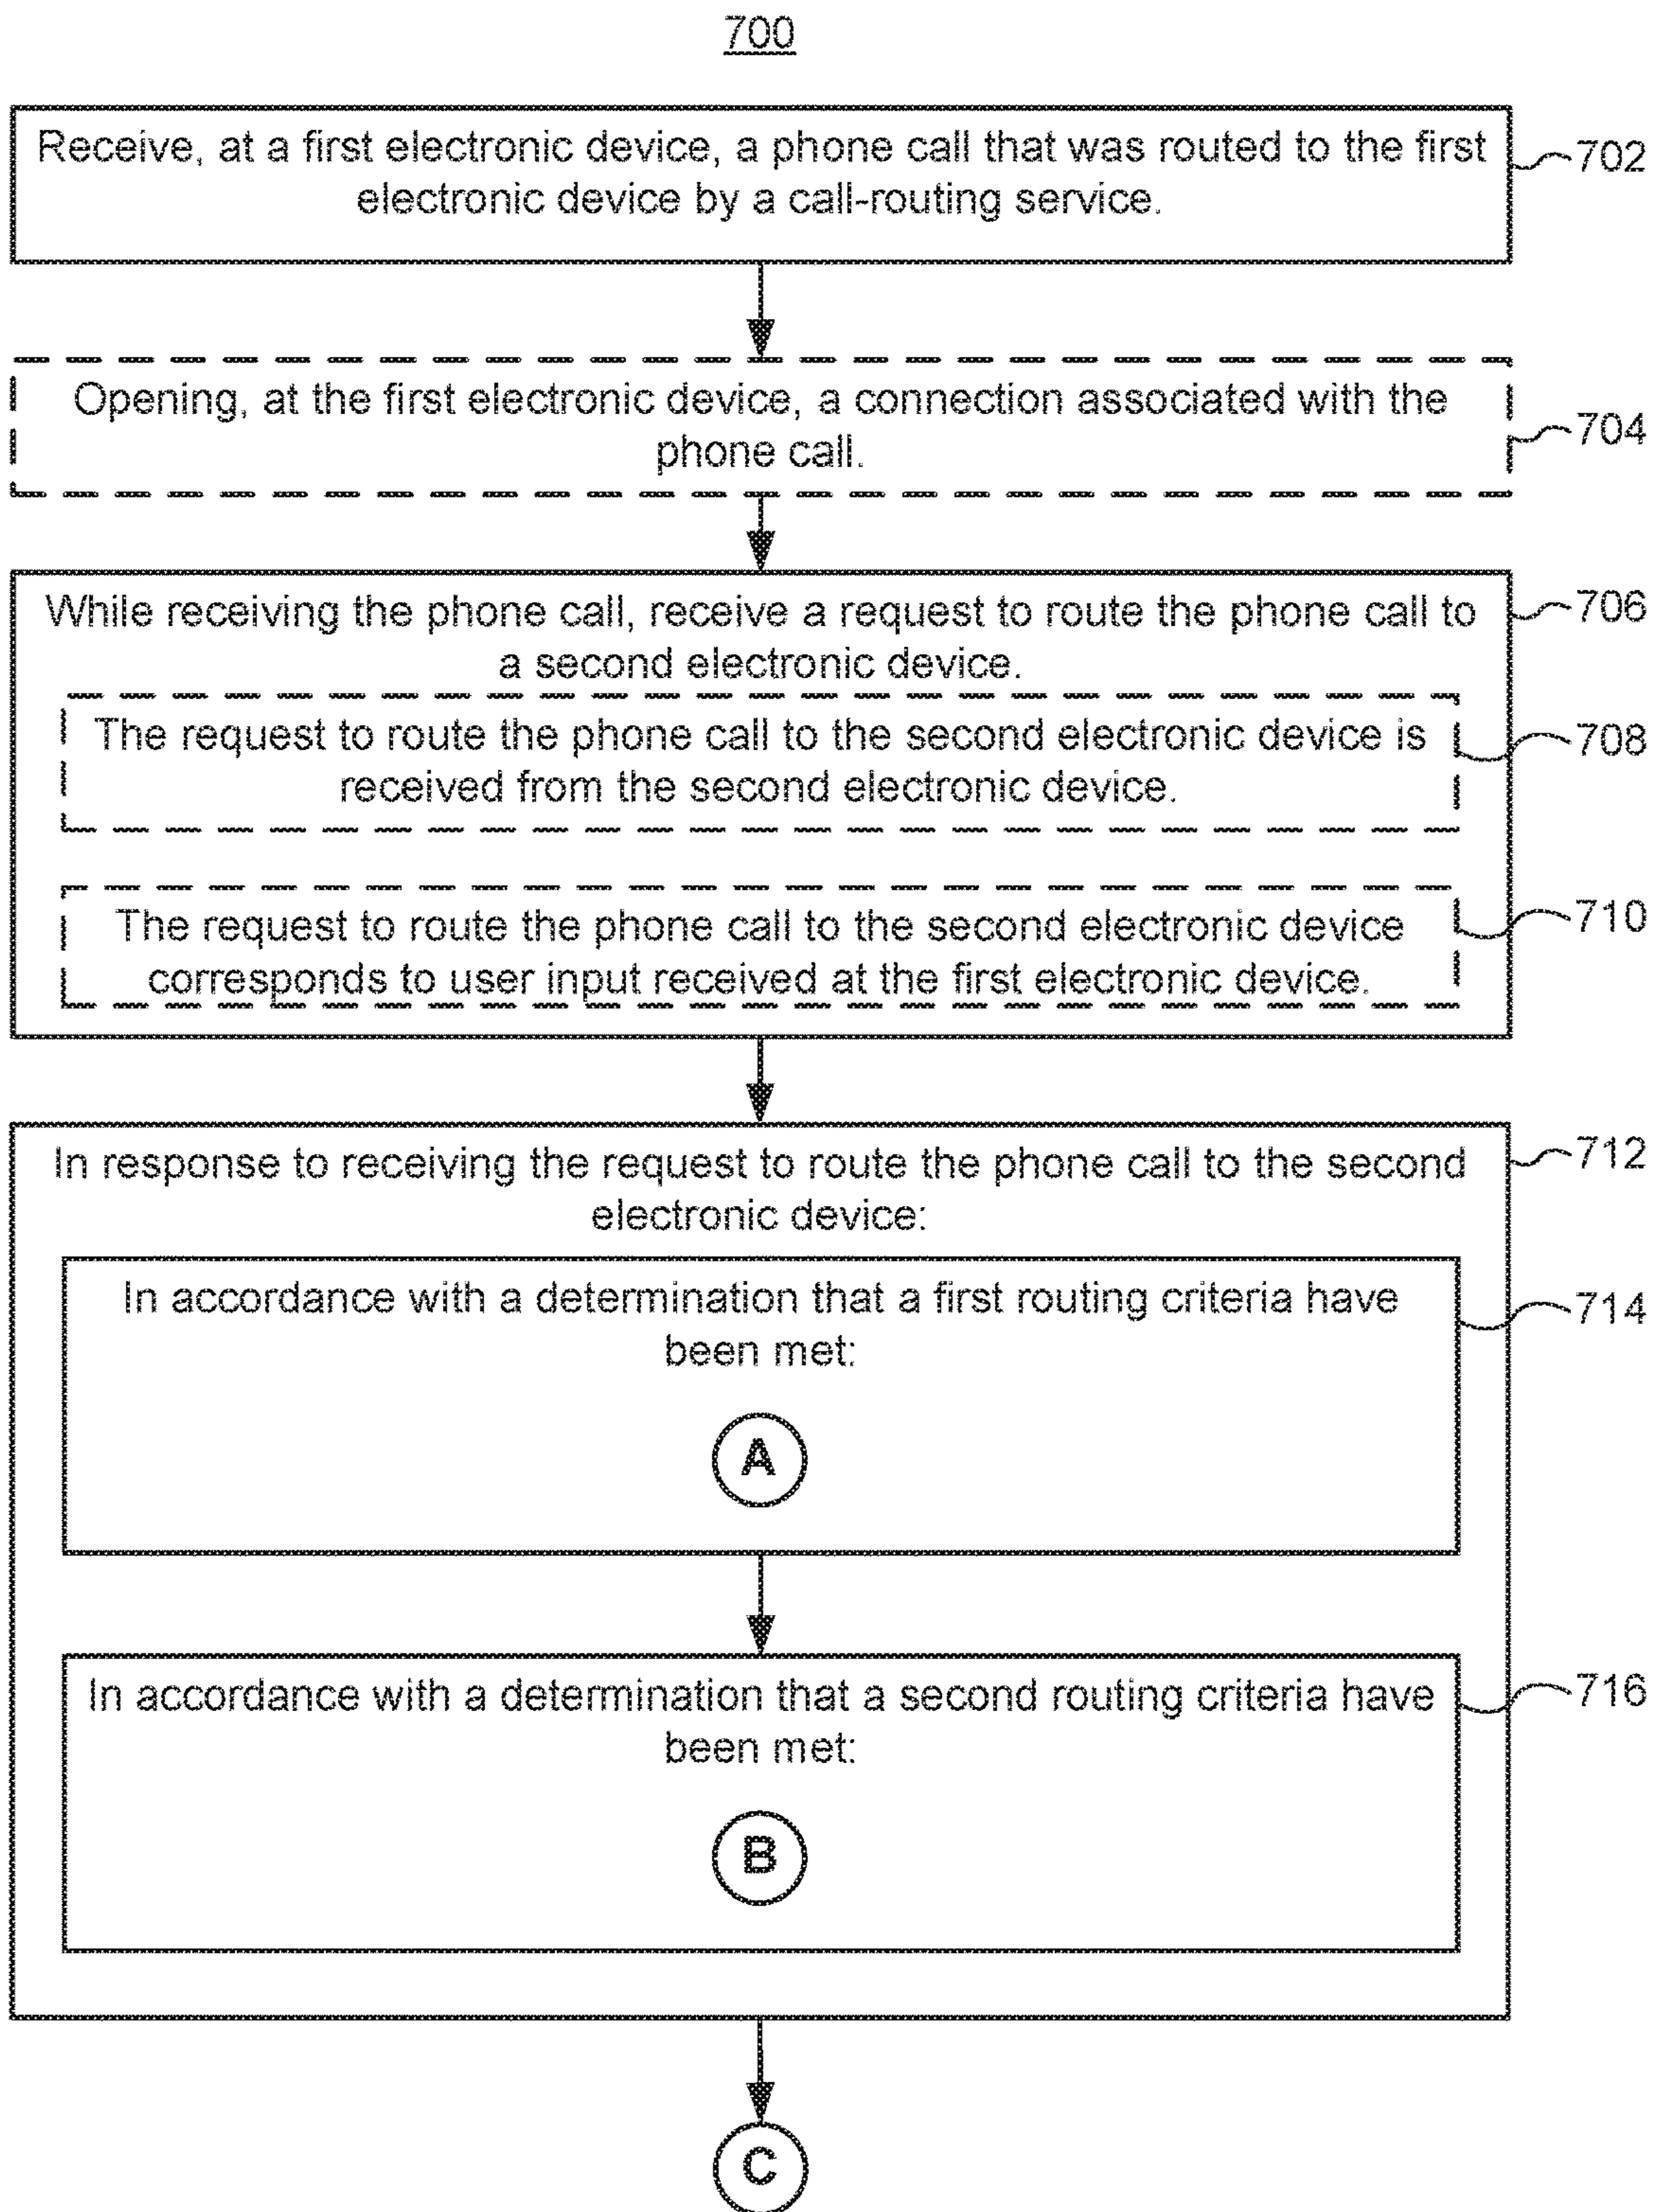 700
Receive, at a first electronic device, a phone call that was routed to the first
electronic device by a call-routing service.
702
Opening, at the first electronic device, a connection associated with the
phone call.
704
While receiving the phone call, receive a request to route the phone call to
a second electronic device.
706
The request to route the phone call to the second electronic device is
received from the second electronic device.
708
The request to route the phone call to the second electronic device
corresponds to user input received at the first electronic device.
710
In response to receiving the request to route the phone call to the second
electronic device:
712
In accordance with a determination that a first routing criteria have
been met:
714
A
In accordance with a determination that a second routing criteria have
been met:
716
B
C